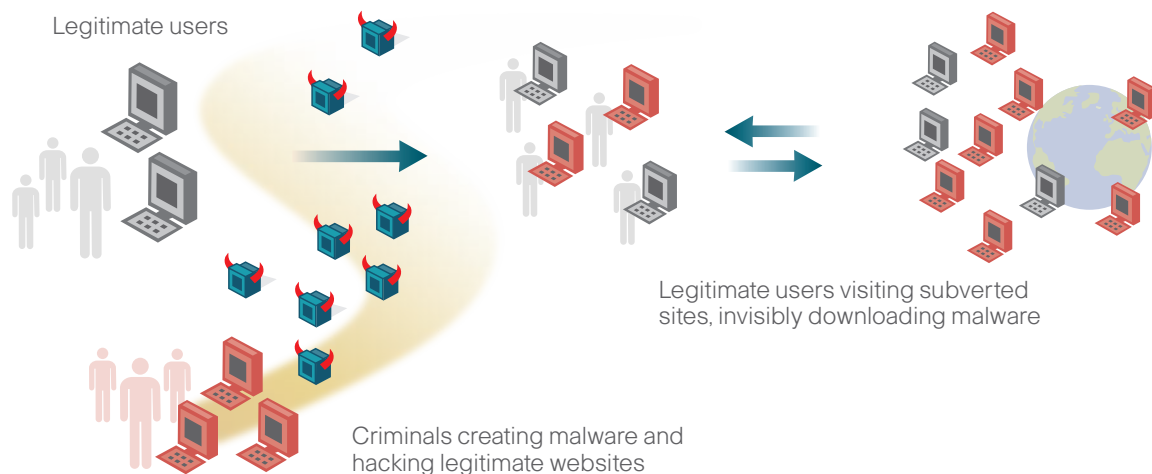 Legitimate users
Legitimate users visiting subverted
sites, invisibly downloading malware
Criminals creating malware and
hacking legitimate websites